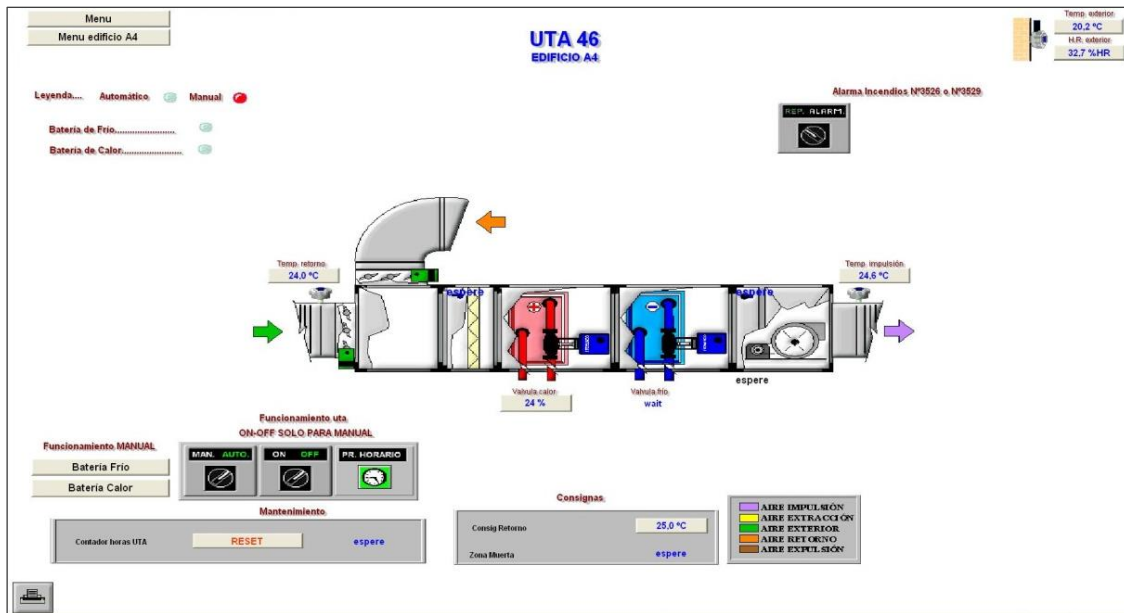 Menu
Menu edificio A4
UTA 46
EDIFICIO A4
Temp. exterior
20,2 ºC
H.R. exterior
32,7 %HR
Leyenda.... Automático Manual
Batería de Frío
Batería de Calor
Alarma Incendios Nº3526 o Nº3529
REP. ALARM.
Temp. retorno
24,0 ºC
espere
espere
Temp. impulsión
24,6 ºC
espere
Valvula calor
24 %
Valvula frío
wait
Funcionamiento uta
ON-OFF SOLO PARA MANUAL
Funcionamiento MANUAL
Batería Frío
Batería Calor
MAN. AUTO.
ON OFF
PR. HORARIO
Mantenimiento
Contador horas UTA RESET espere
Consignas
Consig Retorno 25,0 ºC
Zona Muerta espere
AIRE IMPULSIÓN
AIRE EXTRACCIÓN
AIRE EXTERIOR
AIRE RETORNO
AIRE EXPULSIÓN